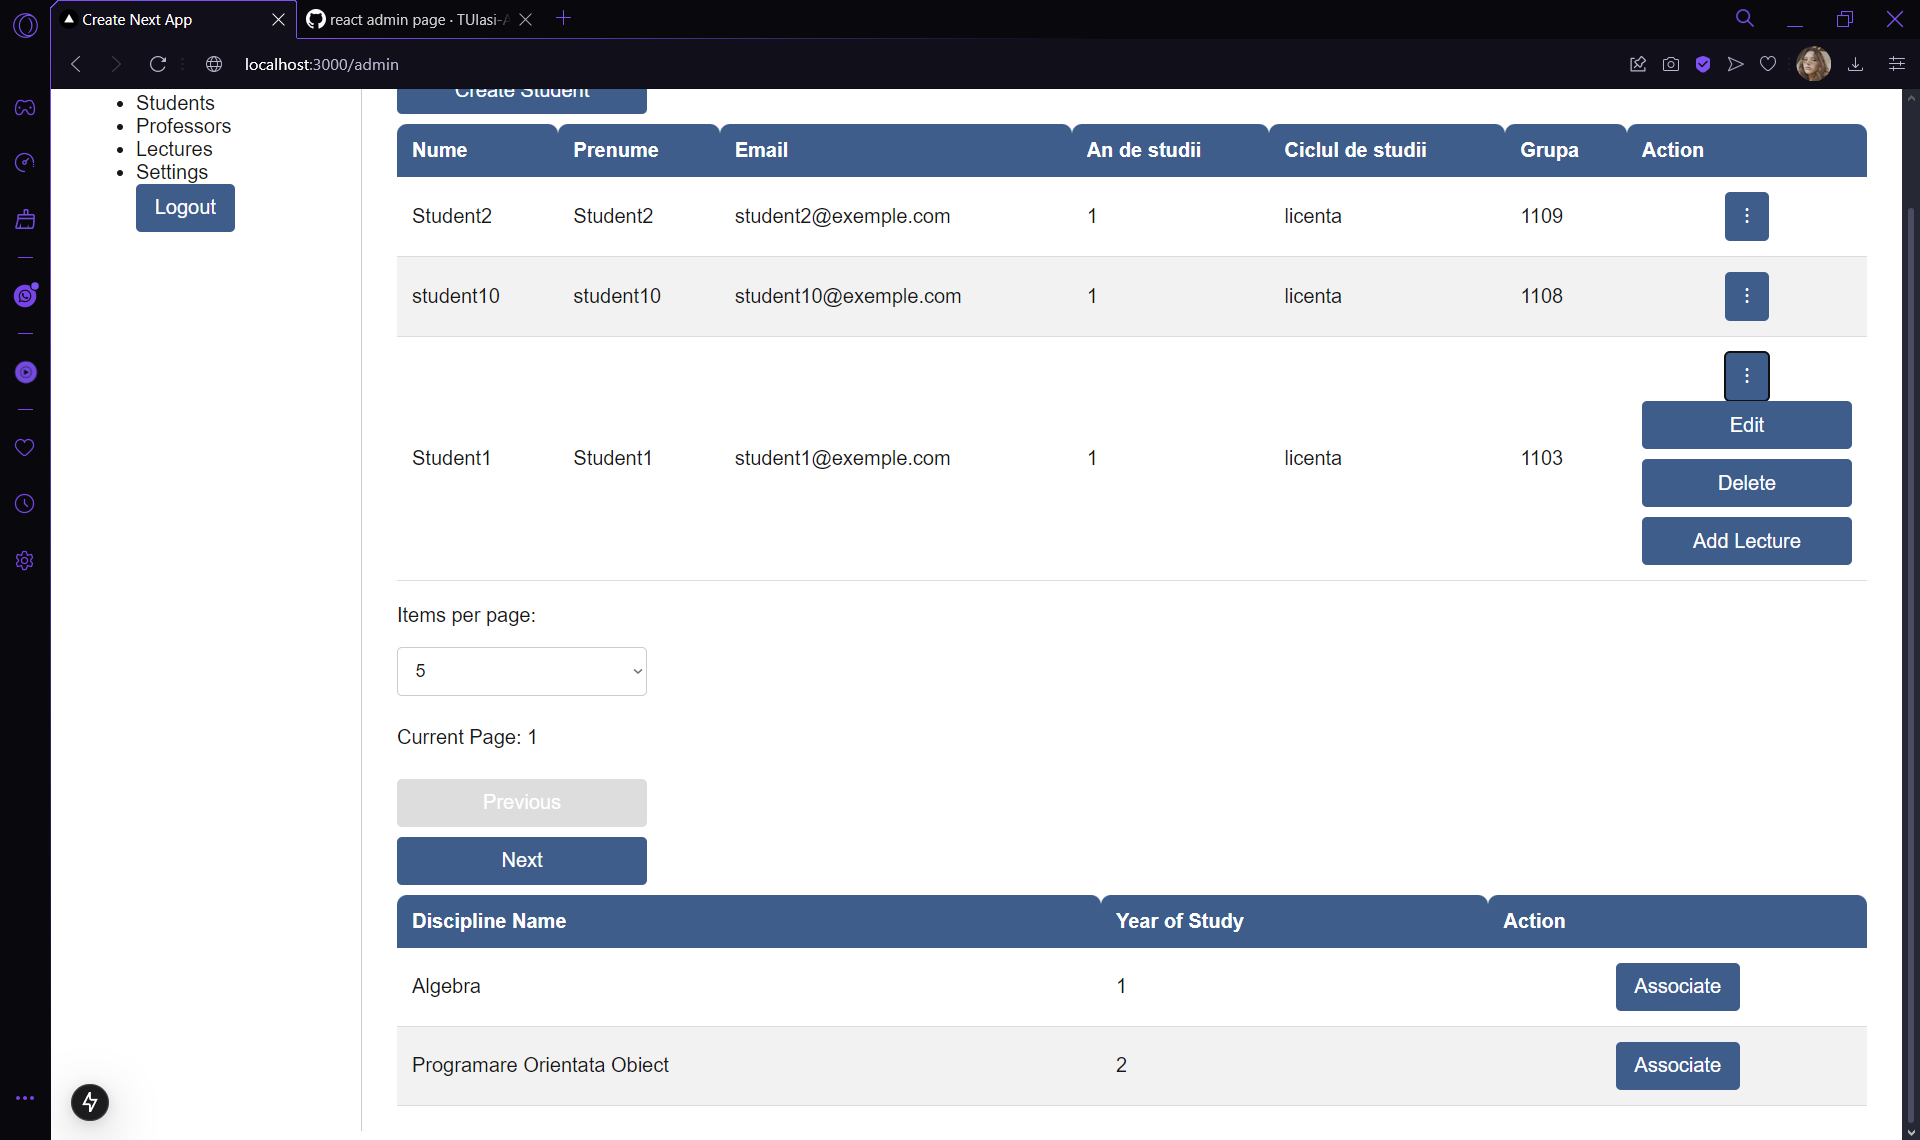 Create Next App
react admin page · TUIasi-A
localhost:3000/admin
Students
Professors
Lectures
Settings
Logout
Create Student
Nume Prenume Email An de studii Ciclul de studii Grupa Action
Student2 Student2 student2@exemple.com 1 licenta 1109
student10 student10 student10@exemple.com 1 licenta 1108
Student1 Student1 student1@exemple.com 1 licenta 1103
Edit
Delete
Add Lecture
Items per page:
5
Current Page: 1
Previous
Next
Discipline Name Year of Study Action
Algebra 1 Associate
Programare Orientata Obiect 2 Associate